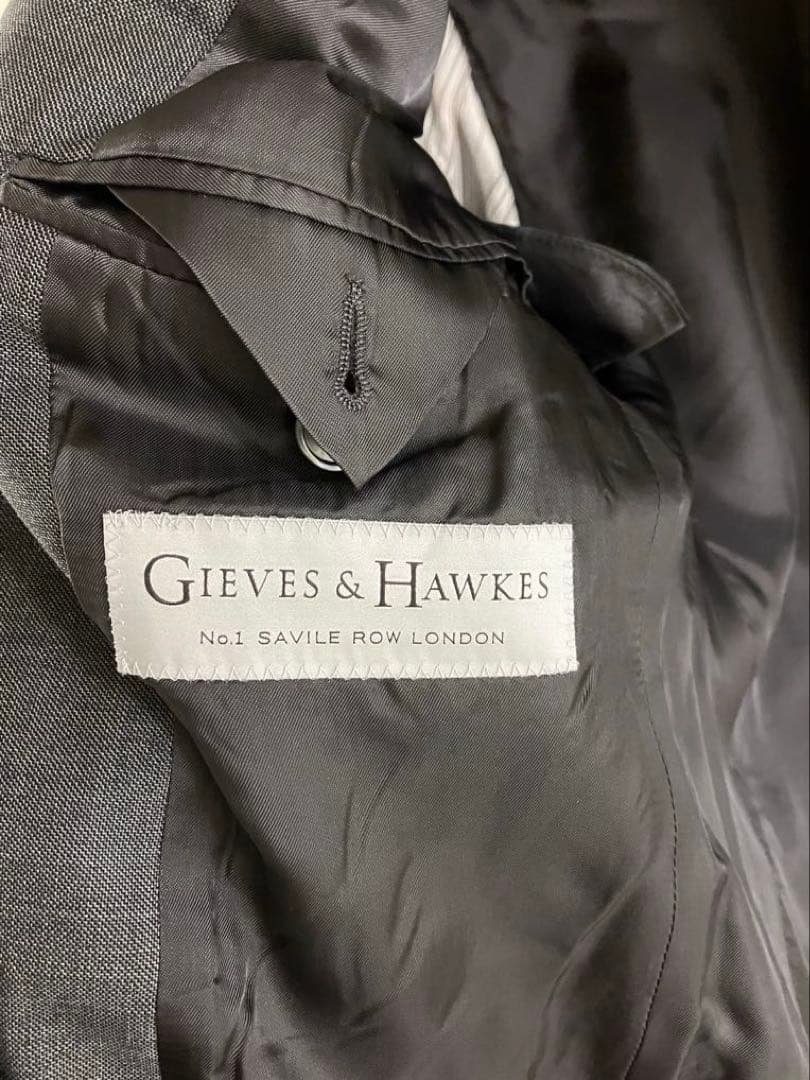 GIEVES & HAWKES
No.1 SAVILE ROW LONDON